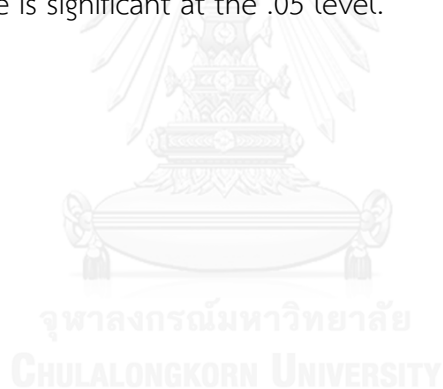 is significant at the .05 level.
จุฬาลงกรณ์มหาวิทยาลัย
CHULALONGKORN UNIVERSITY